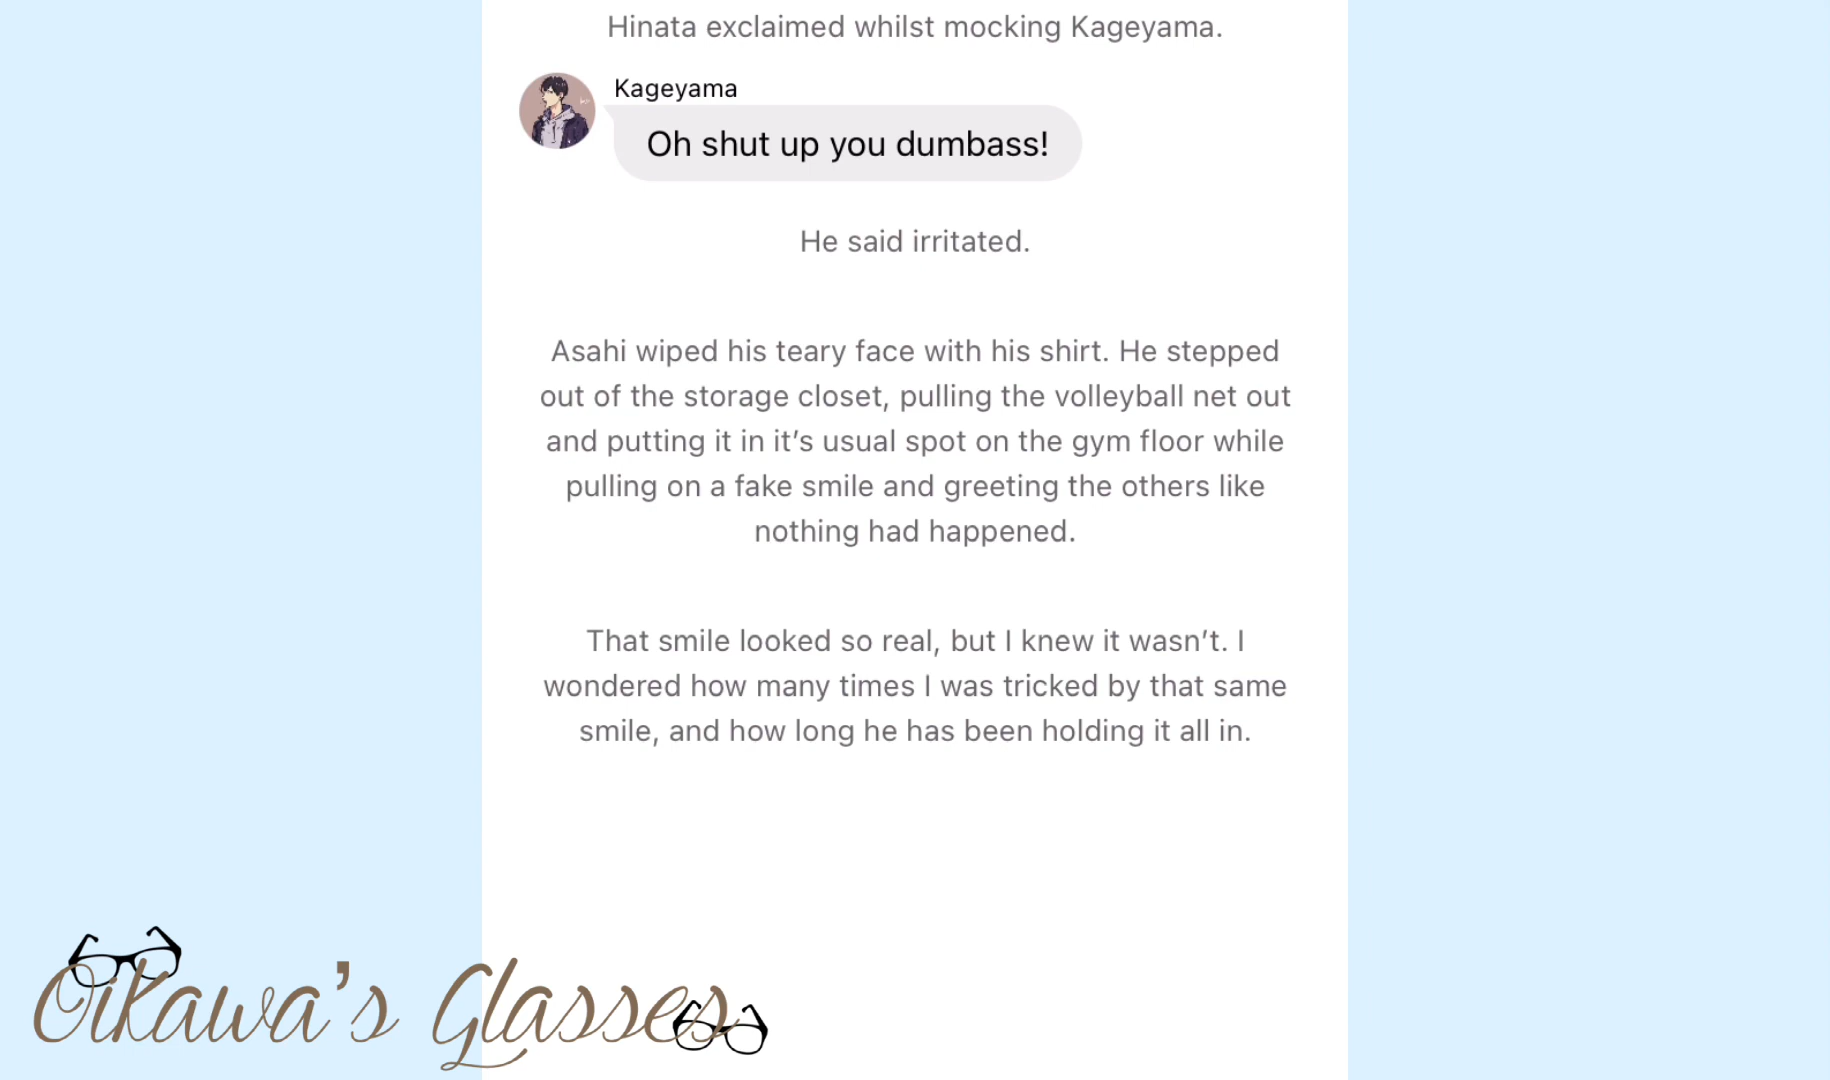 Hinata exclaimed whilst mocking Kageyama.
Kageyama
Oh shut up you dumbass!
He said irritated.
Asahi wiped his teary face with his shirt. He stepped
out of the storage closet, pulling the volleyball net out
and putting it in it’s usual spot on the gym floor while
pulling on a fake smile and greeting the others like
nothing had happened.
That smile looked so real, but I knew it wasn’t. I
wondered how many times I was tricked by that same
smile, and how long he has been holding it all in.
Oikawa’s Glasses